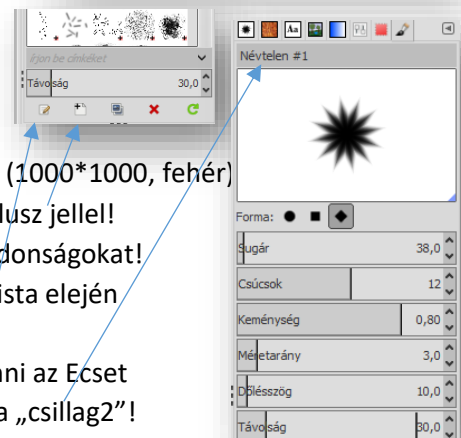 írjon be címkéket
Távolság 30,0
(1000*1000, fehér)
lusz jellel!
donságokat!
ista elején
ni az Ecset
a „csillag2”!
Aa
Névtelen #1
Forma:
Sugár 38,0
Csúcsok 12
Keménység 0,80
Méretarány 3,0
Dőlésszög 10,0
Távolság 30,0